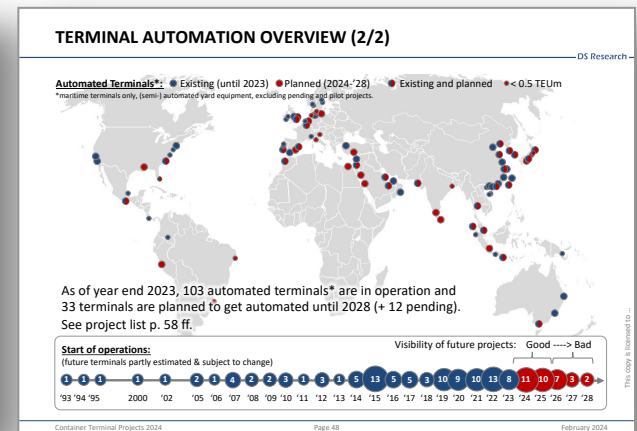 TERMINAL AUTOMATION OVERVIEW (2/2)
DS Research
Automated Terminals*: Existing (until 2023) Planned (2024-'28) Existing and planned < 0.5 TEUm
*maritime terminals only, (semi-) automated yard equipment, excluding pending and pilot projects.
As of year end 2023, 103 automated terminals* are in operation and
33 terminals are planned to get automated until 2028 (+ 12 pending).
See project list p. 58 ff.
Start of operations:
(future terminals partly estimated & subject to change)
Visibility of future projects: Good ----> Bad
1 1 1 1 1 2 1 4 2 2 3 1 3 1 5 13 5 5 3 10 9 10 13 8 11 10 7 3 2
'93 '94 '95 2000 '02 '05 '06 '07 '08 '09 '10 '11 '12 '13 '14 '15 '16 '17 '18 '19 '20 '21 '22 '23 '24 '25 '26 '27 '28
This copy is licensed to ...
Container Terminal Projects 2024 Page 48 February 2024